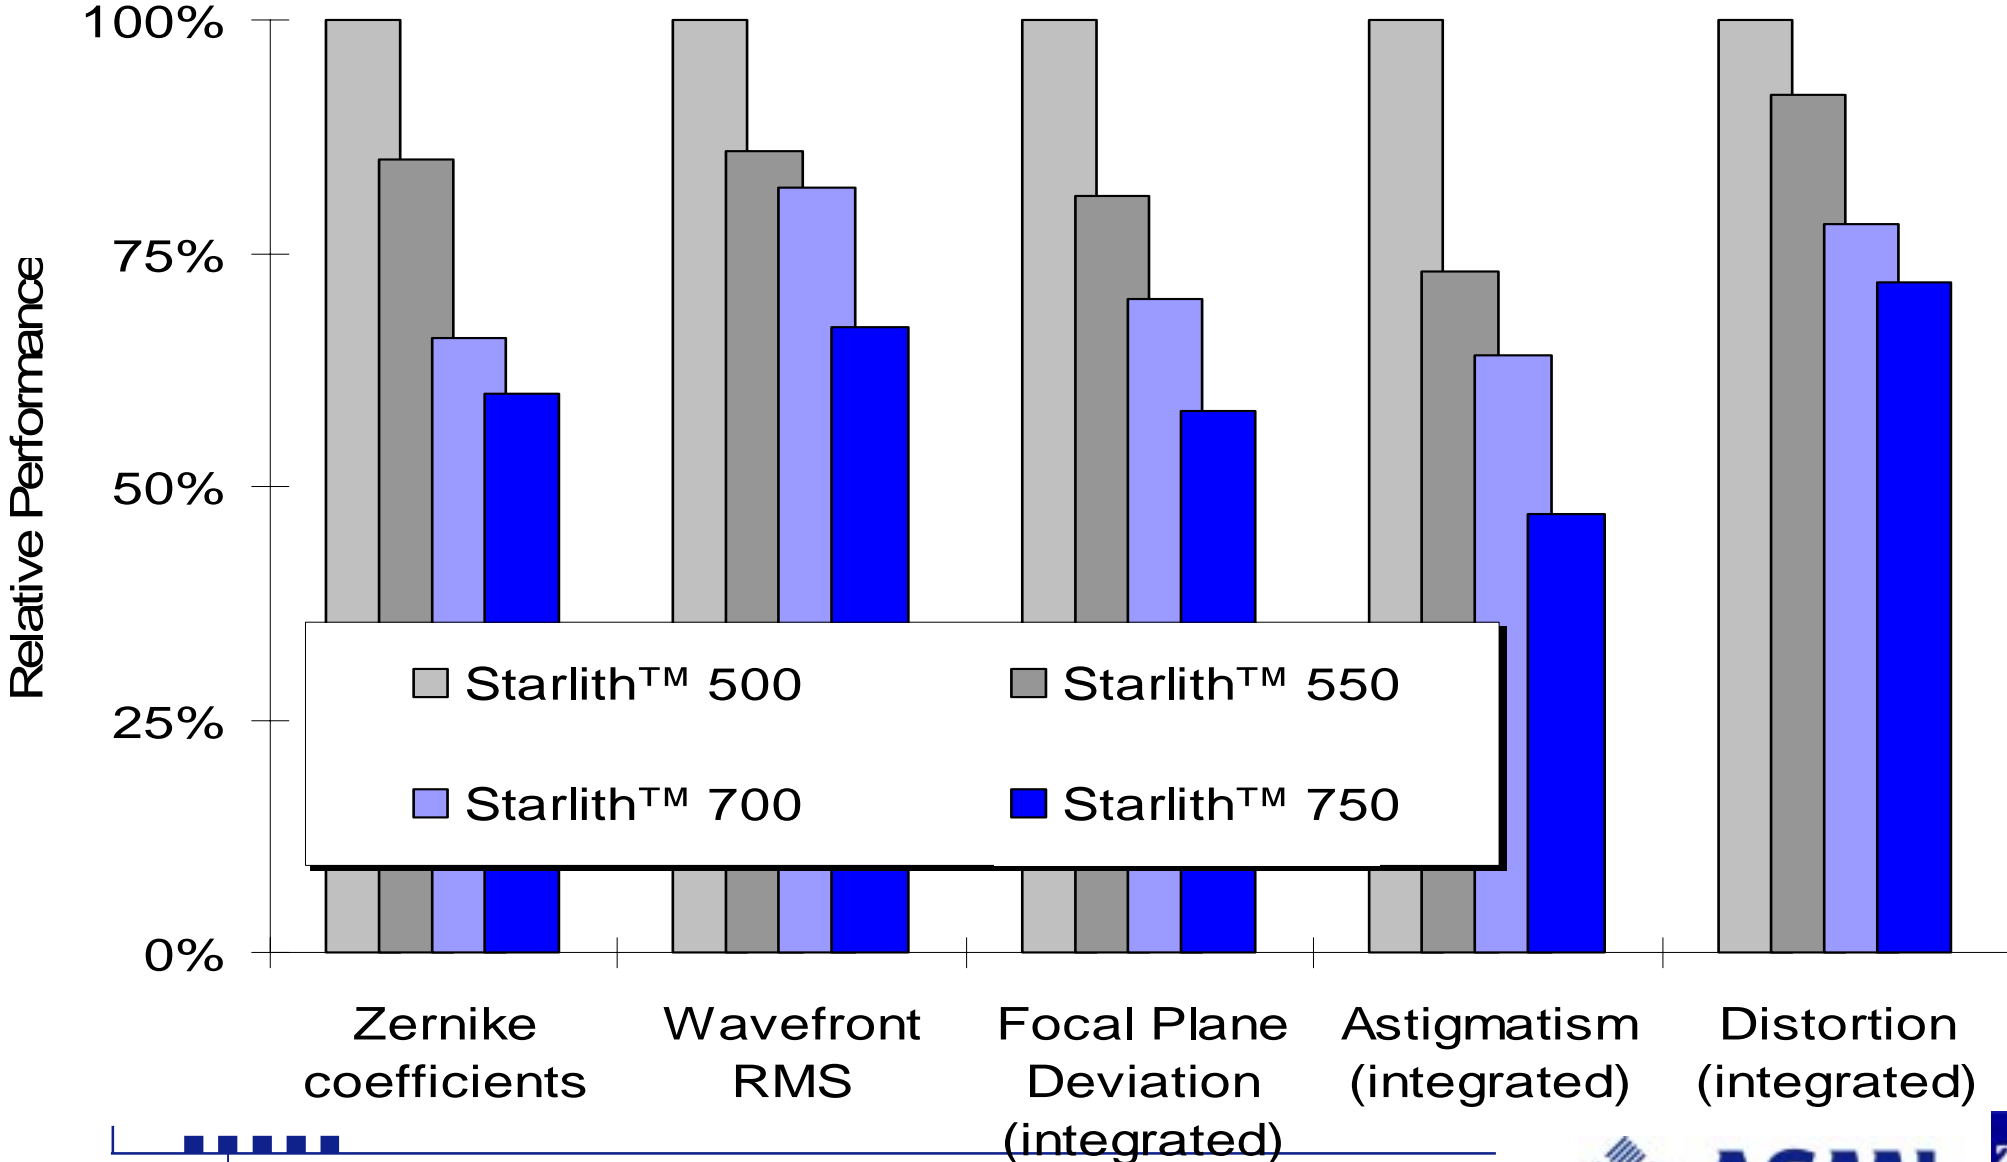 100%
75%
50%
25%
0%
Relative Performance
Starlith™ 500
Starlith™ 550
Starlith™ 700
Starlith™ 750
Zernike
coefficients
Wavefront
RMS
Focal Plane
Deviation
(integrated)
Astigmatism
(integrated)
Distortion
(integrated)